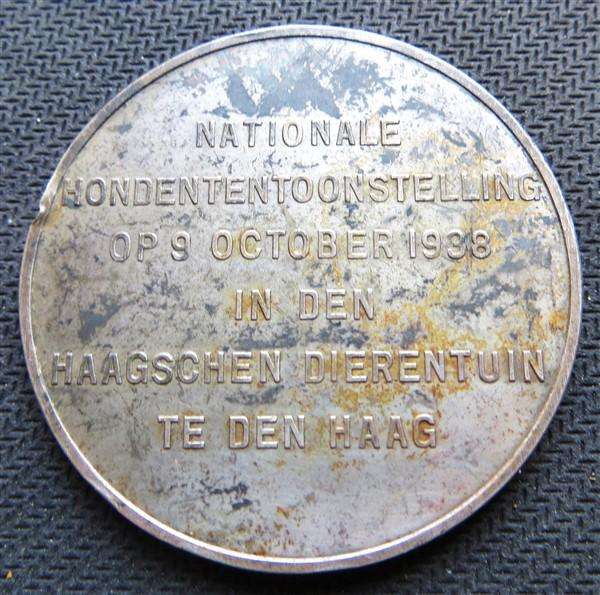 NATIONALE
HONDENTENTOONSTELLING
OP 9 OCTOBER 1938
IN DEN
HAAGSCHEN DIERENTUIN
TE DEN HAAG